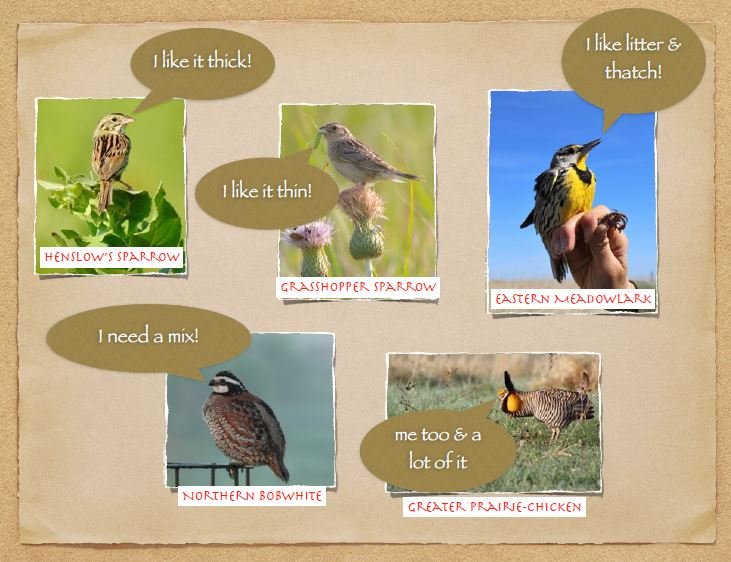 I like it thick!
I like litter &
thatch!
I like it thin!
Henslow's Sparrow
Grasshopper Sparrow
Eastern Meadowlark
I need a mix!
me too & a
lot of it
Northern Bobwhite
Greater Prairie-Chicken